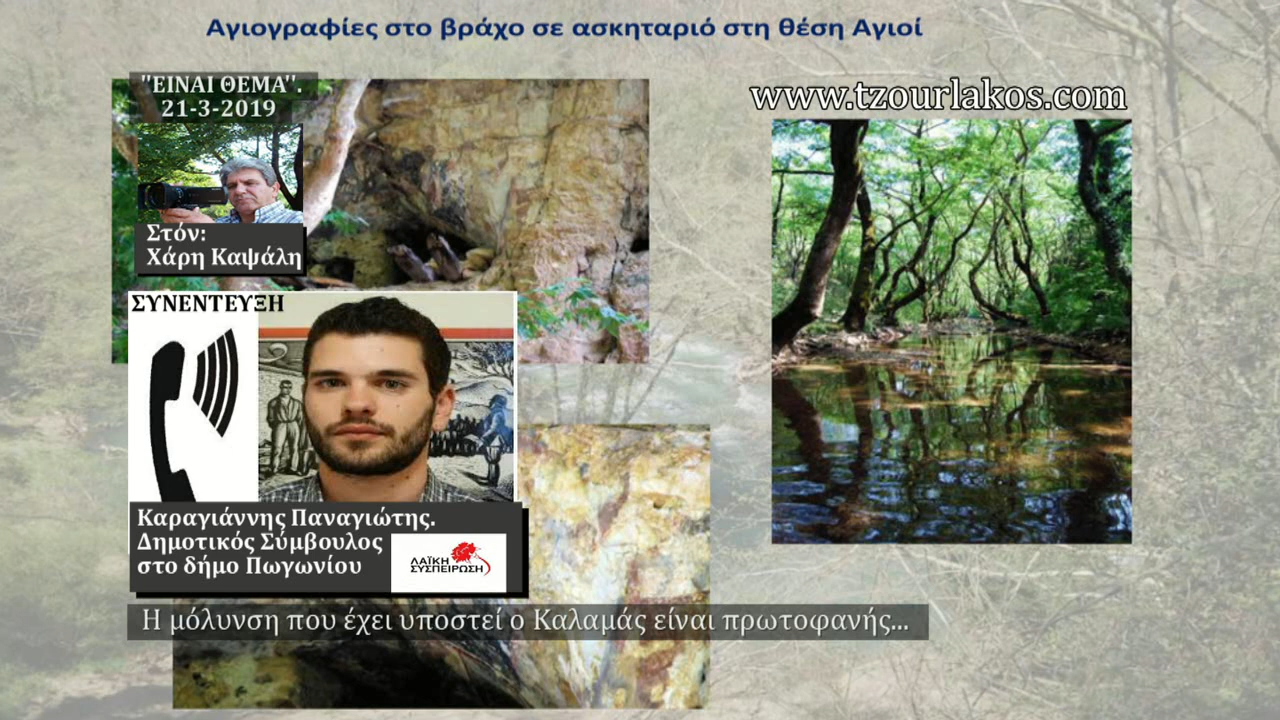 Αγιογραφίες στο βράχο σε ασκηταριό στη θέση Αγιοί
"ΕΙΝΑΙ ΘΕΜΑ".
21-3-2019
www.tzourlakos.com
Στόν:
Χάρη Καψάλη
ΣΥΝΕΝΤΕΥΞΗ
Καραγιάννης Παναγιώτης.
Δημοτικός Σύμβουλος
στο δήμο Πωγωνίου
ΛΑΪΚΗ
ΣΥΣΠΕΙΡΩΣΗ
Η μόλυνση που έχει υποστεί ο Καλαμάς είναι πρωτοφανής...